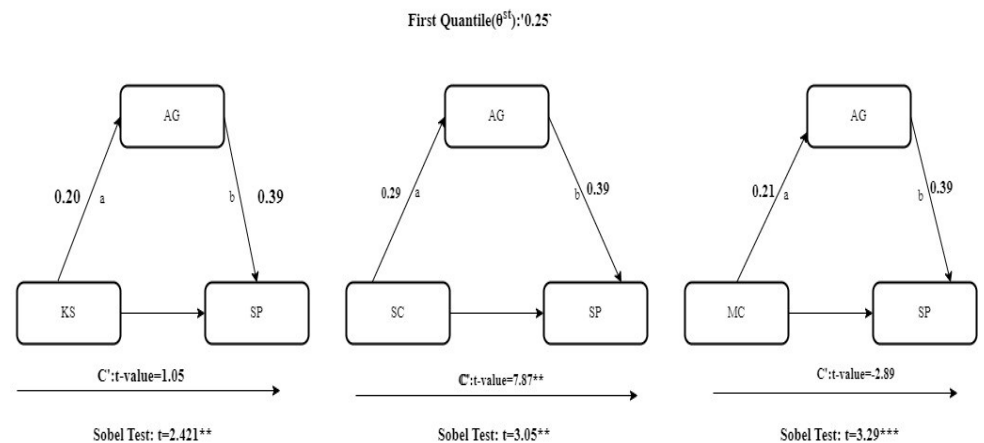 First Quantile(θˢᵗ):'0.25`
AG
0.20
a
b
0.39
KS
SP
C':t-value=1.05
Sobel Test: t=2.421**
AG
0.29
a
b
0.39
SC
SP
C':t-value=7.87**
Sobel Test: t=3.05**
AG
0.21
a
b
0.39
MC
SP
C':t-value=-2.89
Sobel Test: t=3.29***